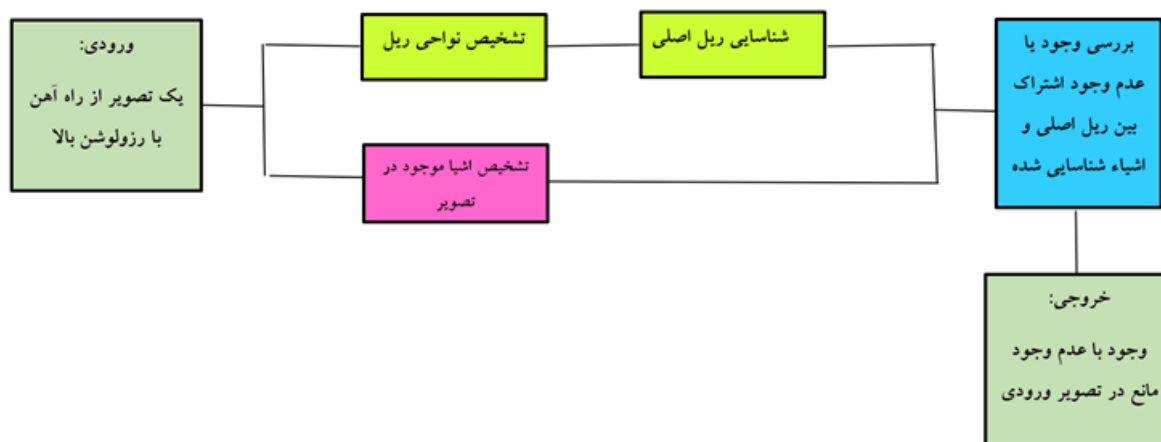 ورودی:
یک تصویر از راه آهن
با رزولوشن بالا
تشخیص نواحی ریل
شناسایی ریل اصلی
تشخیص اشیا موجود در
تصویر
بررسی وجود یا
عدم وجود اشتراک
بین ریل اصلی و
اشیاء شناسایی شده
خروجی:
وجود با عدم وجود
مانع در تصویر ورودی